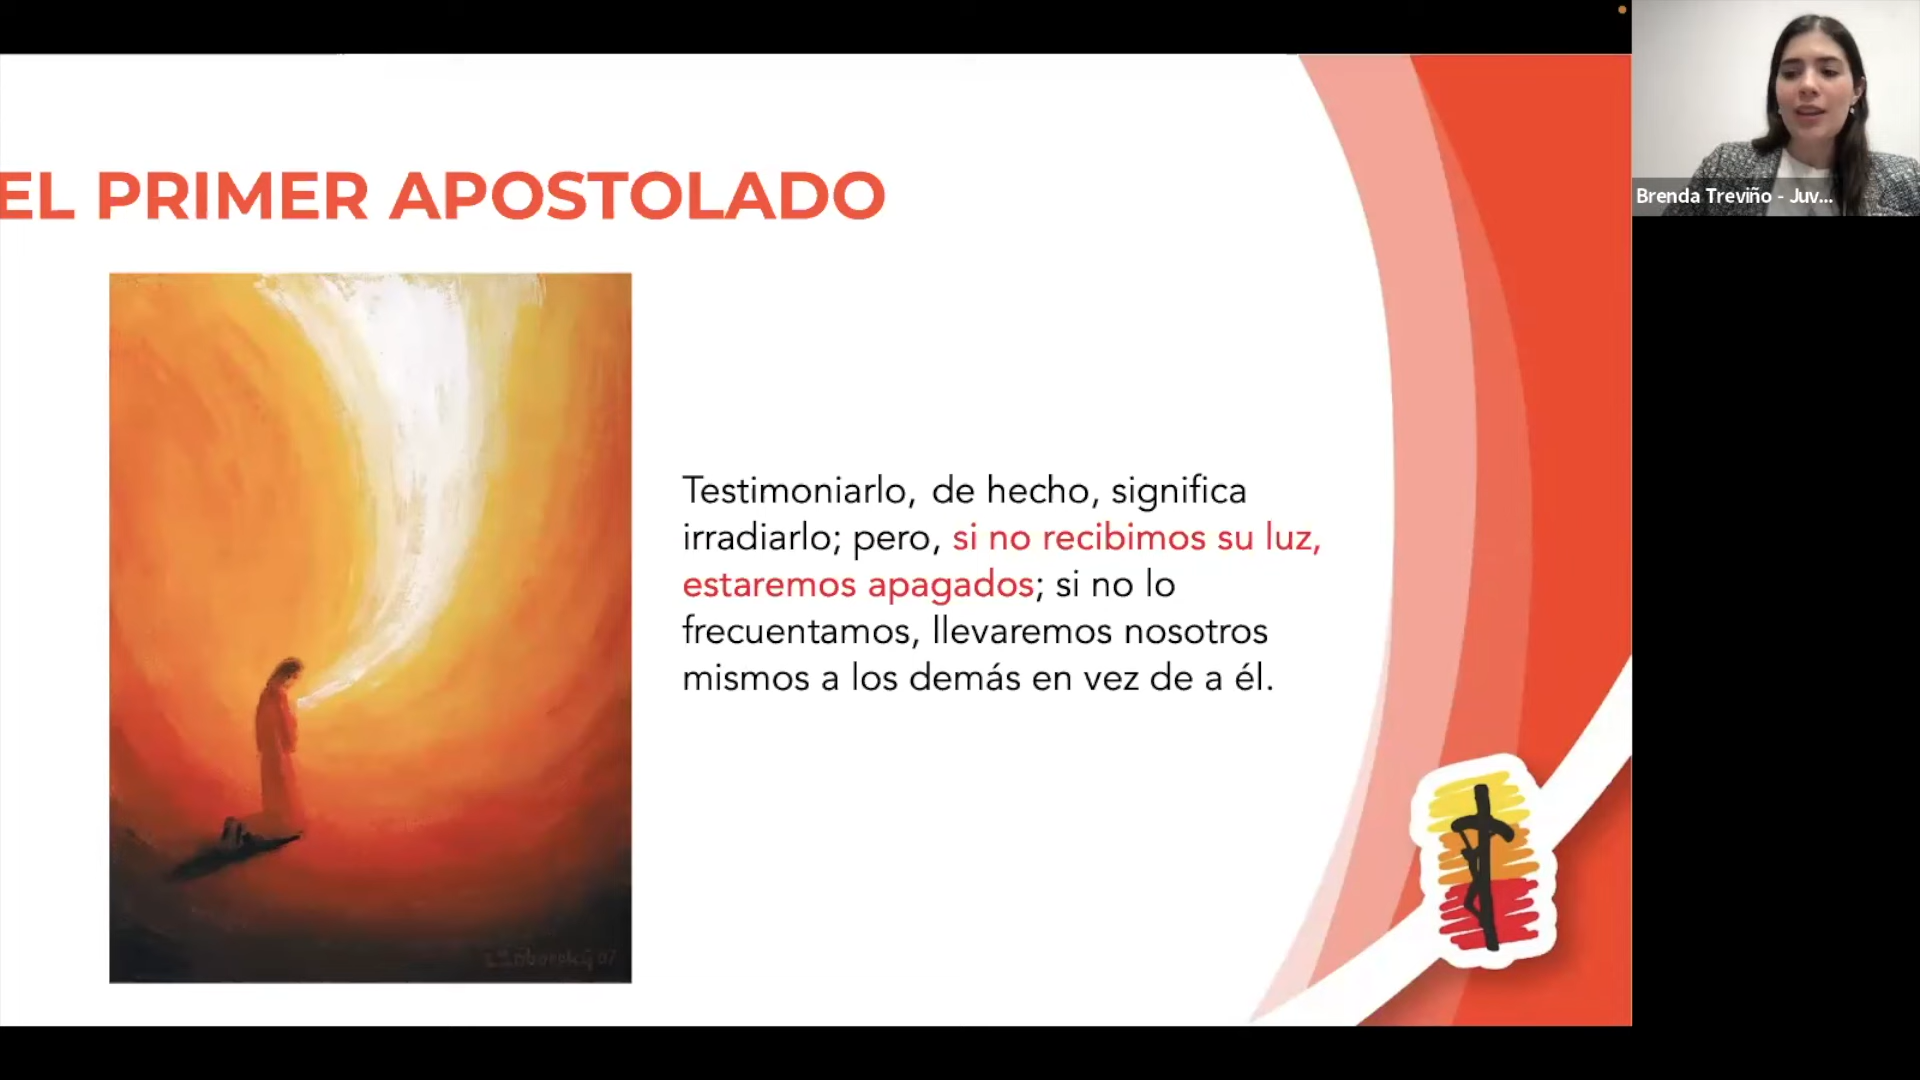 EL PRIMER APOSTOLADO
Testimoniarlo, de hecho, significa
irradiarlo; pero, si no recibimos su luz,
estaremos apagados; si no lo
frecuentamos, llevaremos nosotros
mismos a los demás en vez de a él.
Brenda Treviño - Juv...